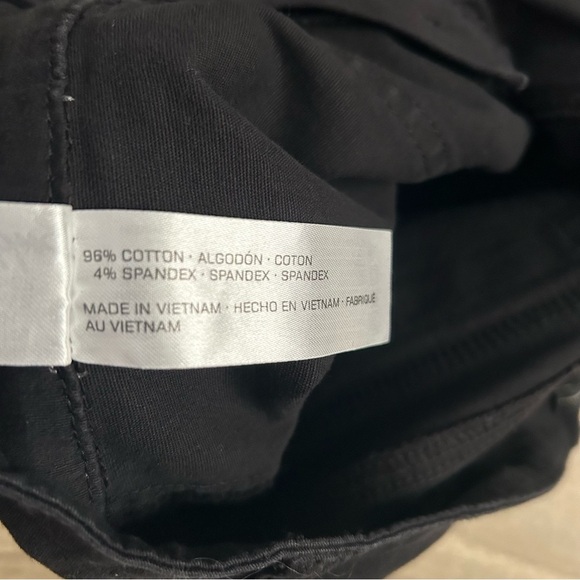 96% COTTON · ALGODÓN · COTON
4% SPANDEX · SPANDEX · SPANDEX
MADE IN VIETNAM · HECHO EN VIETNAM · FABRIQUÉ
AU VIETNAM